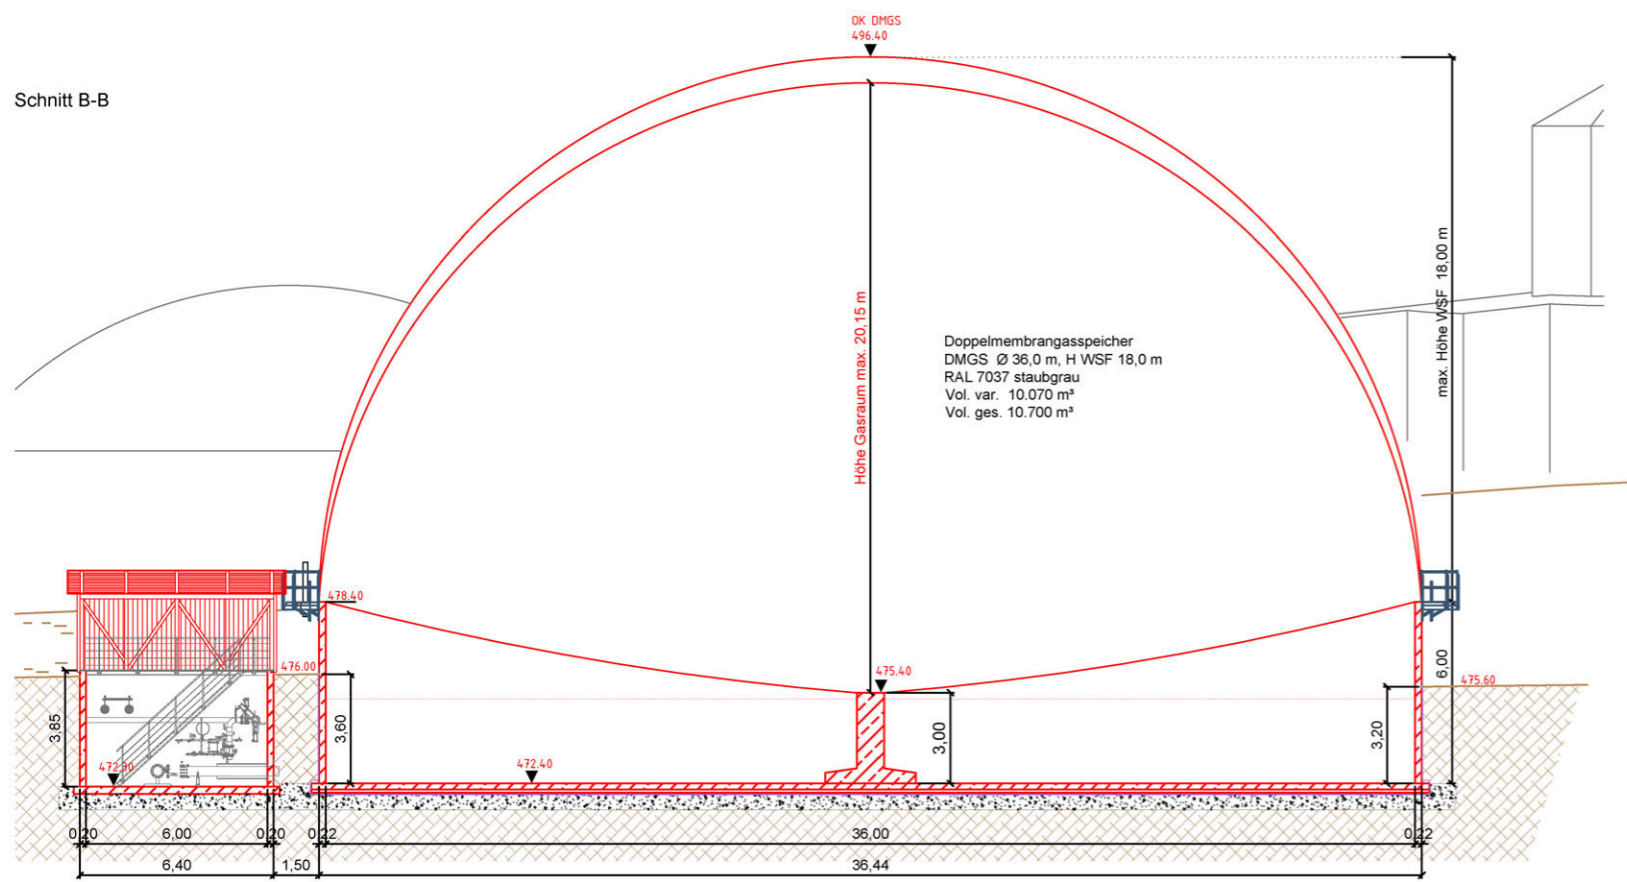 OK DMGS
496.40
Schnitt B-B
max. Höhe WSF 18,00 m
Höhe Gasraum max. 20,15 m
Doppelmembrangasspeicher
DMGS Ø 36,0 m, H WSF 18,0 m
RAL 7037 staubgrau
Vol. var. 10.070 m³
Vol. ges. 10.700 m³
478.40
476.00
475.40
6,00
475.60
3,85
3,60
3,00
3,20
472.30
472.40
0,20
6,00
0,20
0,22
36,00
0,22
6,40
1,50
36,44